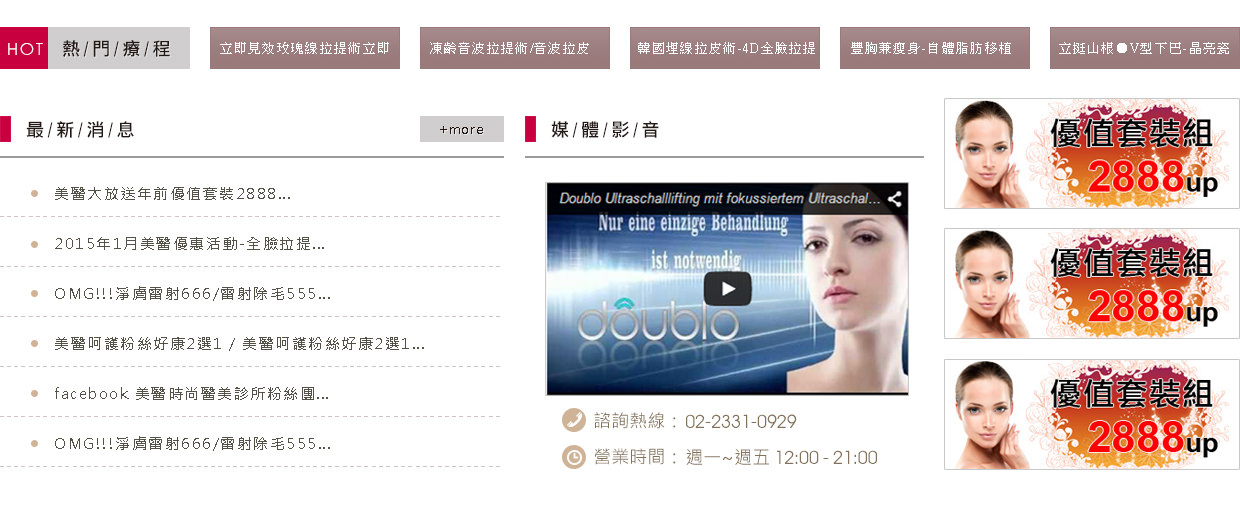 HOT 熱/門/療/程
立即見效玫瑰線拉提術立即
凍齡音波拉提術/音波拉皮
韓國埋線拉皮術-4D全臉拉提
豐胸兼瘦身-自體脂肪移植
立挺山根●V型下巴-晶亮瓷
最/新/消/息
+more
美醫大放送年前優值套裝2888...
2015年1月美醫優惠活動-全臉拉提...
OMG!!!淨膚雷射666/雷射除毛555...
美醫呵護粉絲好康2選1 / 美醫呵護粉絲好康2選1...
facebook 美醫時尚醫美診所粉絲團...
OMG!!!淨膚雷射666/雷射除毛555...
媒/體/影/音
Doublo Ultraschalllifting mit fokussiertem Ultraschal...
Nur eine einzige Behandlung
ist notwendig
doublo
諮詢熱線： 02-2331-0929
營業時間： 週一~週五 12:00 - 21:00
優值套裝組
2888up
優值套裝組
2888up
優值套裝組
2888up